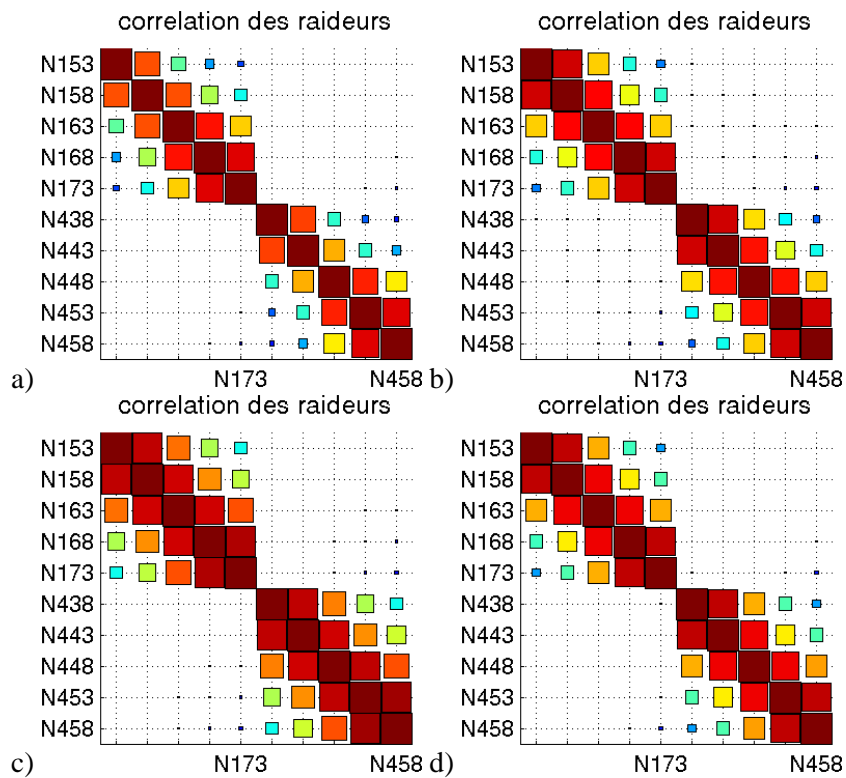 correlation des raideurs
N153
N158
N163
N168
N173
N438
N443
N448
N453
N458
a)
N173
N458
correlation des raideurs
N153
N158
N163
N168
N173
N438
N443
N448
N453
N458
b)
N173
N458
correlation des raideurs
N153
N158
N163
N168
N173
N438
N443
N448
N453
N458
c)
N173
N458
correlation des raideurs
N153
N158
N163
N168
N173
N438
N443
N448
N453
N458
d)
N173
N458